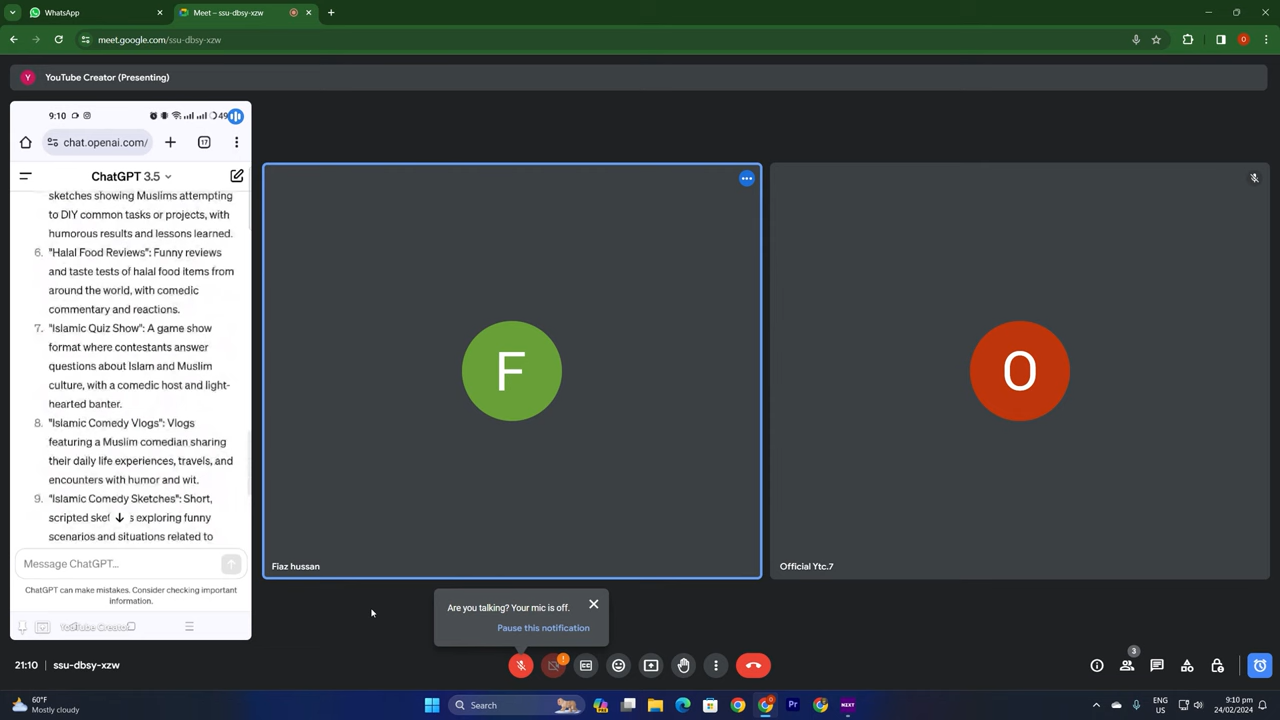 WhatsApp
Meet – ssu-dbsy-xzw
meet.google.com/ssu-dbsy-xzw
O
Y
YouTube Creator (Presenting)
9:10
49
chat.openai.com/
17
ChatGPT 3.5
sketches showing Muslims attempting
to DIY common tasks or projects, with
humorous results and lessons learned.
6. "Halal Food Reviews": Funny reviews
and taste tests of halal food items from
around the world, with comedic
commentary and reactions.
7. "Islamic Quiz Show": A game show
format where contestants answer
questions about Islam and Muslim
culture, with a comedic host and light-
hearted banter.
8. "Islamic Comedy Vlogs": Vlogs
featuring a Muslim comedian sharing
their daily life experiences, travels, and
encounters with humor and wit.
9. "Islamic Comedy Sketches": Short,
scripted sket s exploring funny
scenarios and situations related to
Message ChatGPT...
ChatGPT can make mistakes. Consider checking important
information.
YouTube Creator
F
Fiaz hussan
O
Official Ytc.7
Are you talking? Your mic is off.
Pause this notification
21:10
ssu-dbsy-xzw
3
60°F
Mostly cloudy
Search
Pr
NEXT
ENG
US
9:10 pm
24/02/2024